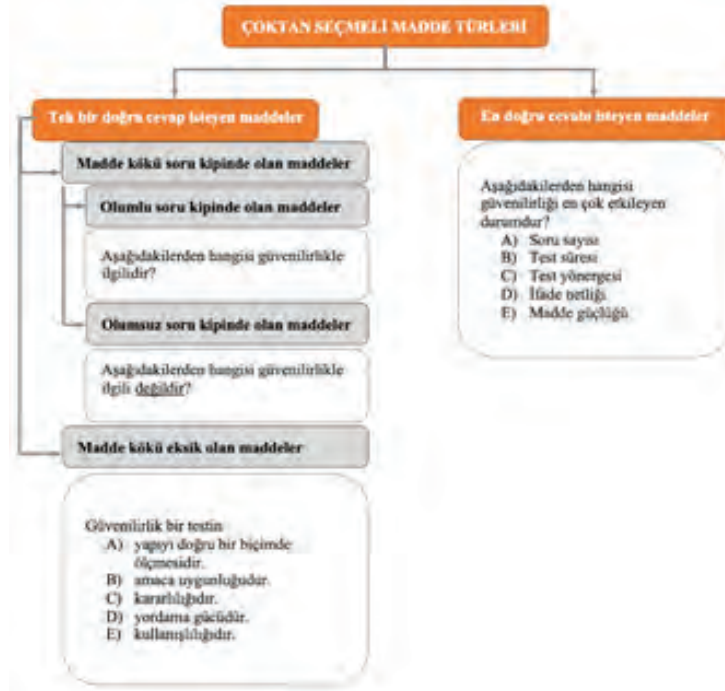 ÇOKTAN SEÇMELİ MADDE TÜRLERİ
Tek bir doğru cevap isteyen maddeler
Madde kökü soru kipinde olan maddeler
Olumlu soru kipinde olan maddeler
Aşağıdakilerden hangisi güvenilirlikle
ilgilidir?
Olumsuz soru kipinde olan maddeler
Aşağıdakilerden hangisi güvenilirlikle
ilgili değildir?
Madde kökü eksik olan maddeler
Güvenilirlik bir testin
A) yapıyı doğru bir biçimde
ölçmesidir.
B) amaca uygunluğudur.
C) kararlılığıdır.
D) yordama gücüdür.
E) kullanışlılığıdır.
En doğru cevabı isteyen maddeler
Aşağıdakilerden hangisi
güvenilirliği en çok etkileyen
durumdur?
A) Soru sayısı
B) Test süresi
C) Test yönergesi
D) İfade netliği
E) Madde güçlüğü